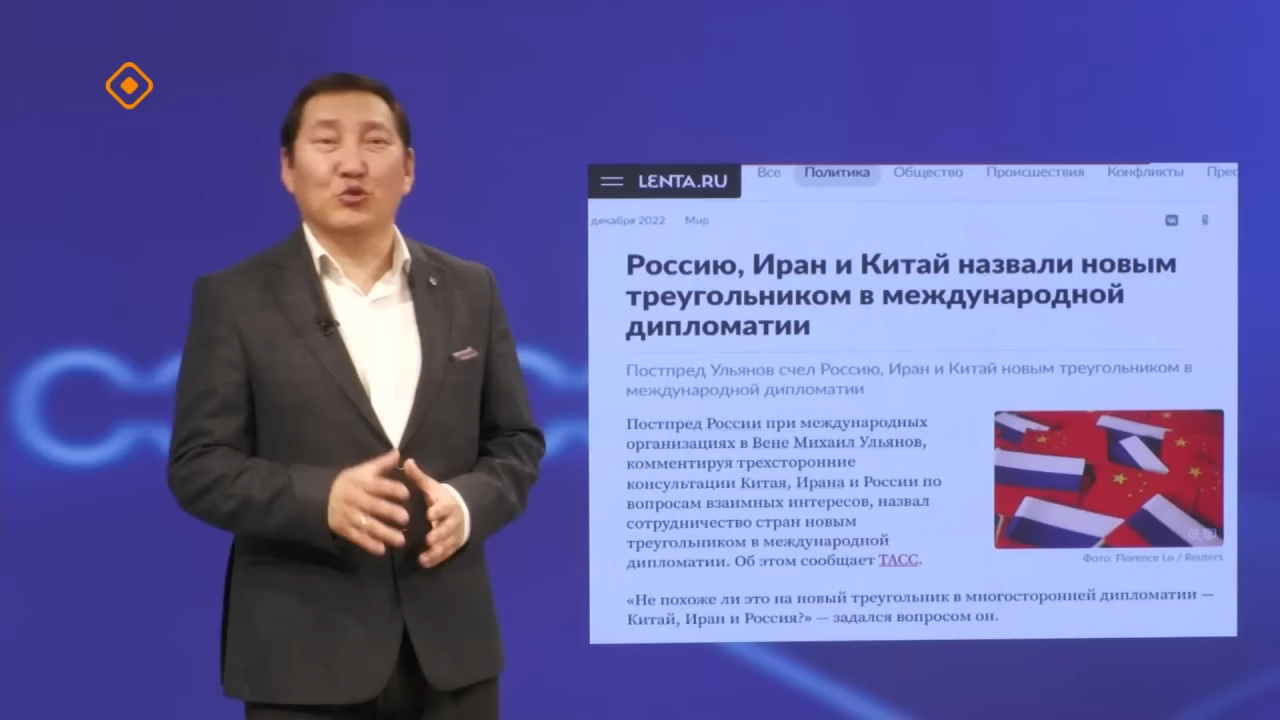 LENTA.RU
Все Политика Общество Происшествия Конфликты
декабря 2022 Мир
Россию, Иран и Китай назвали новым
треугольником в международной
дипломатии
Постпред Ульянов счел Россию, Иран и Китай новым треугольником в
международной дипломатии
Постпред России при международных
организациях в Вене Михаил Ульянов,
комментируя трехсторонние
консультации Китая, Ирана и России по
вопросам взаимных интересов, назвал
сотрудничество стран новым
треугольником в международной
дипломатии. Об этом сообщает ТАСС.
Фото: Florence Lo / Reuters
«Не похоже ли это на новый треугольник в многосторонней дипломатии —
Китай, Иран и Россия?» — задался вопросом он.